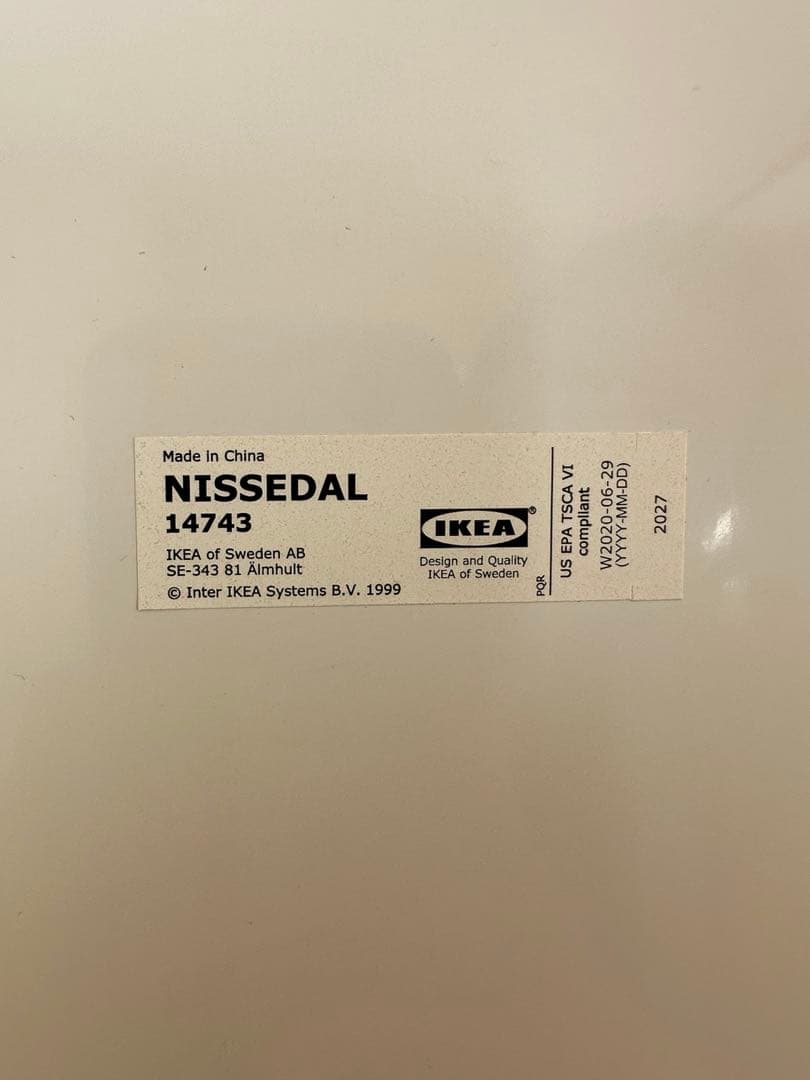 Made in China
NISSEDAL
14743
IKEA of Sweden AB
SE-343 81 Älmhult
© Inter IKEA Systems B.V. 1999
IKEA®
Design and Quality
IKEA of Sweden
PQR
US EPA TSCA VI
compliant
W2020-06-29
(YYYY-MM-DD)
2027